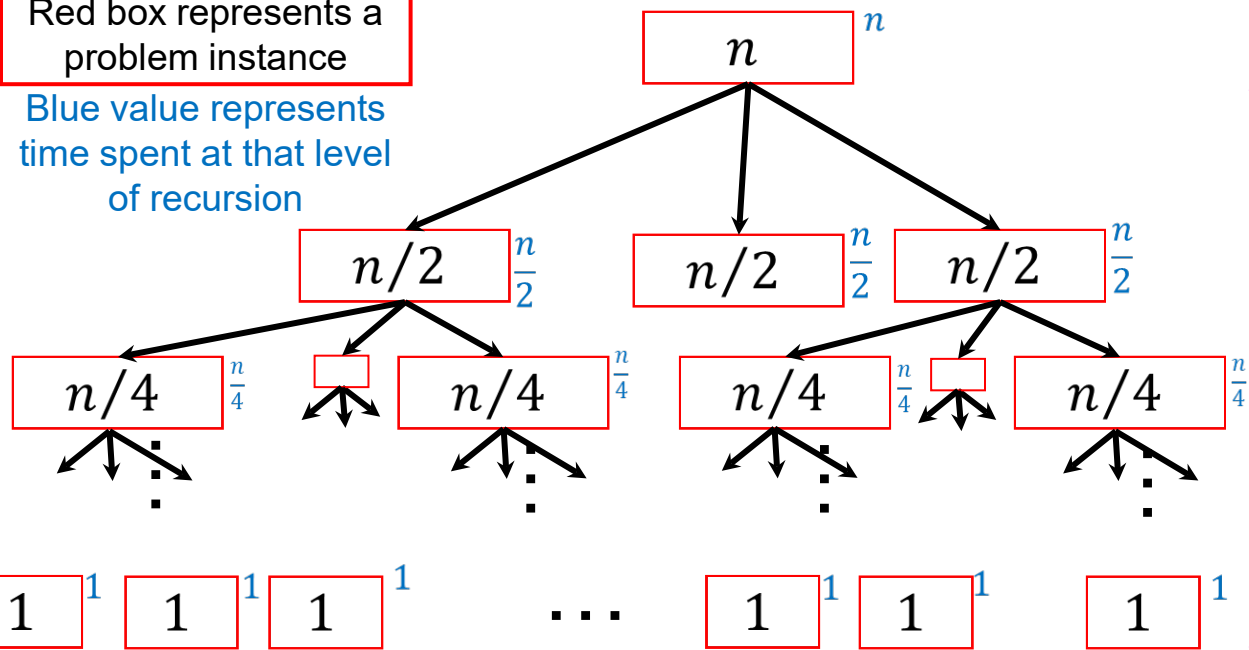 Red box represents a
problem instance
Blue value represents
time spent at that level
of recursion
n n
n/2 n/2 n/2 n/2 n/2 n/2
n/4 n/4 n/4 n/4 n/4 n/4 n/4 n/4
1 1 1 1 1 1 ... 1 1 1 1 1 1